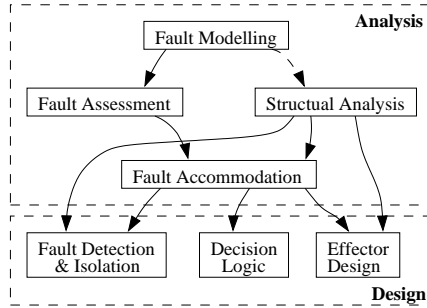 Analysis
Fault Modelling
Fault Assessment
Structual Analysis
Fault Accommodation
Fault Detection
& Isolation
Decision
Logic
Effector
Design
Design